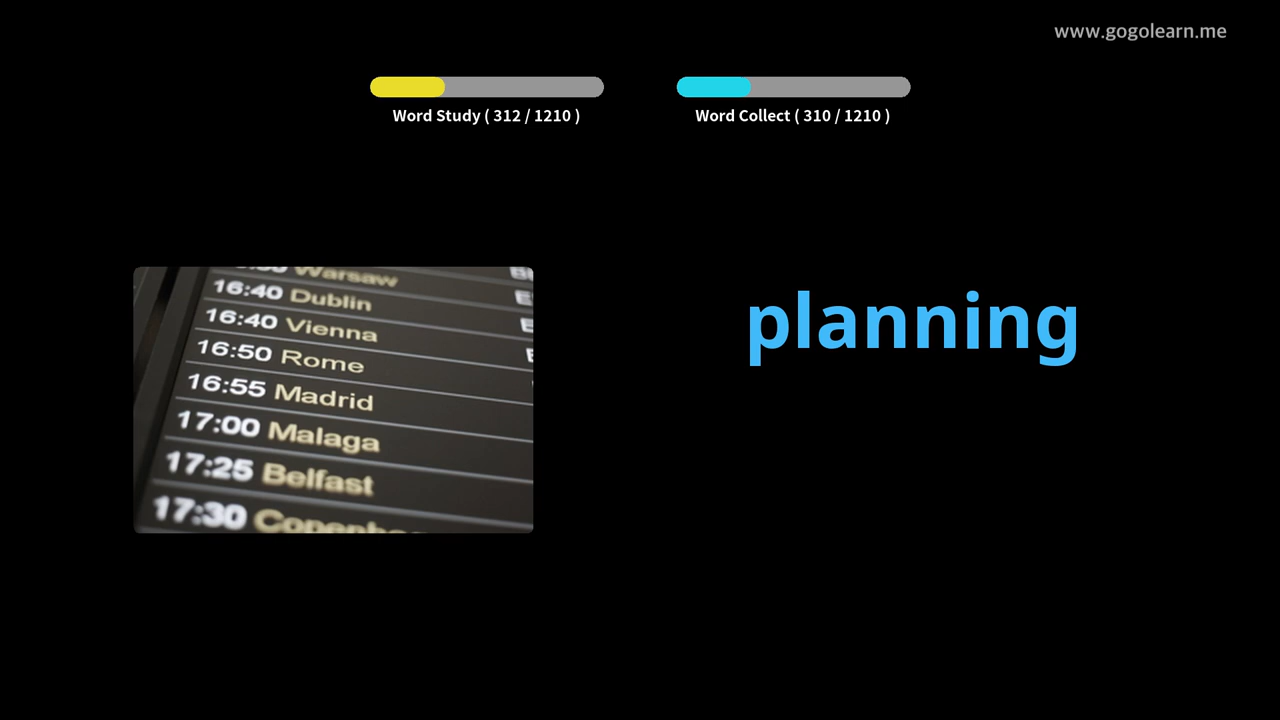 www.gogolearn.me
Word Study ( 312 / 1210 )
Word Collect ( 310 / 1210 )
Warsaw
16:40 Dublin
16:40 Vienna
16:50 Rome
16:55 Madrid
17:00 Malaga
17:25 Belfast
17:30
planning